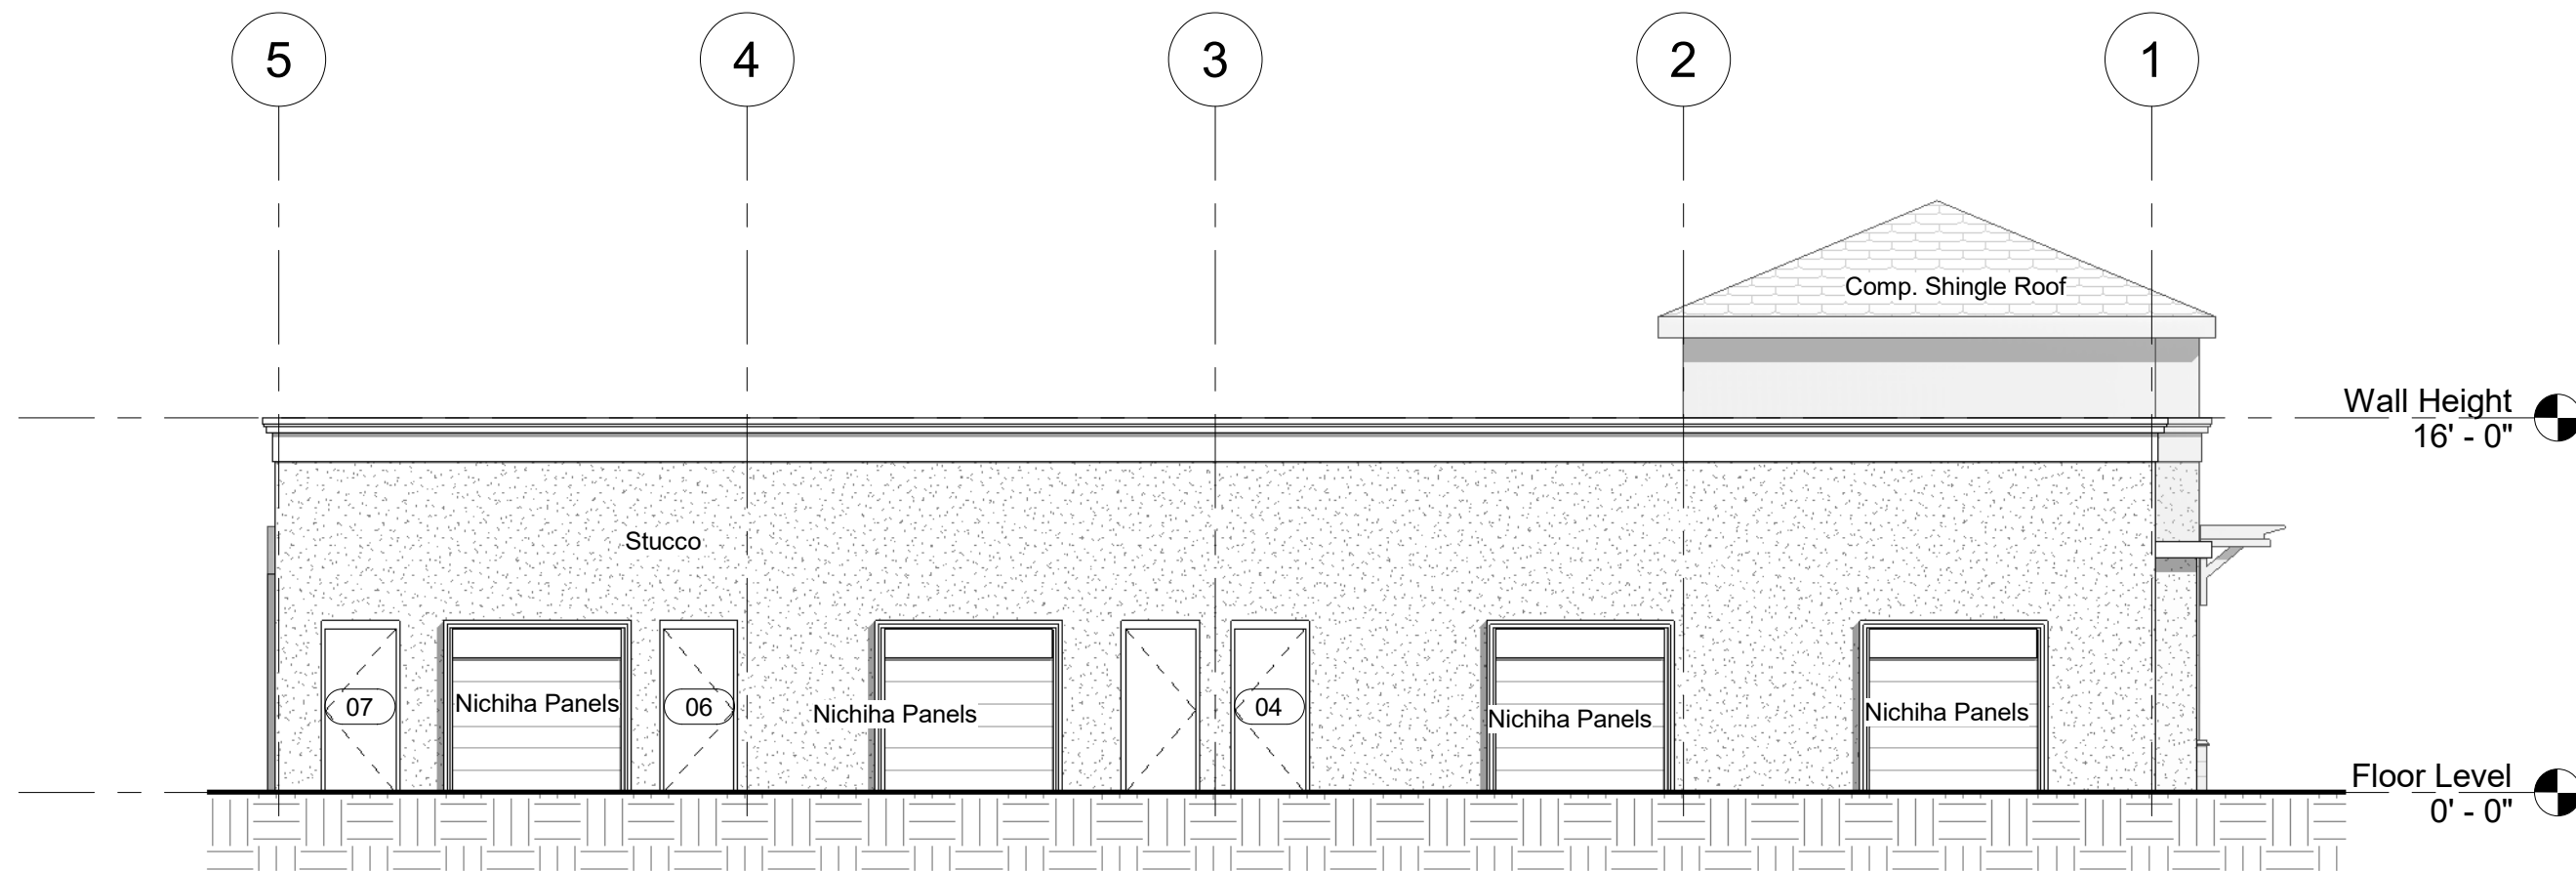 5
4
3
2
1
Comp. Shingle Roof
Wall Height
16' - 0"
Stucco
07
Nichiha Panels
06
Nichiha Panels
04
Nichiha Panels
Nichiha Panels
Floor Level
0' - 0"